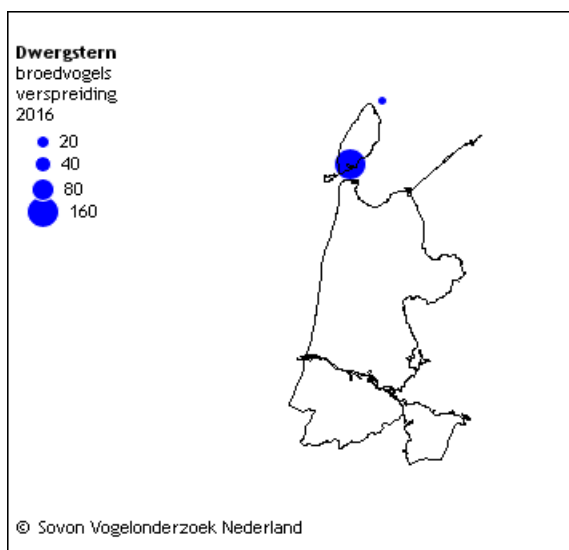 Dwergstern
broedvogels
verspreiding
2016
20
40
80
160
© Sovon Vogelonderzoek Nederland